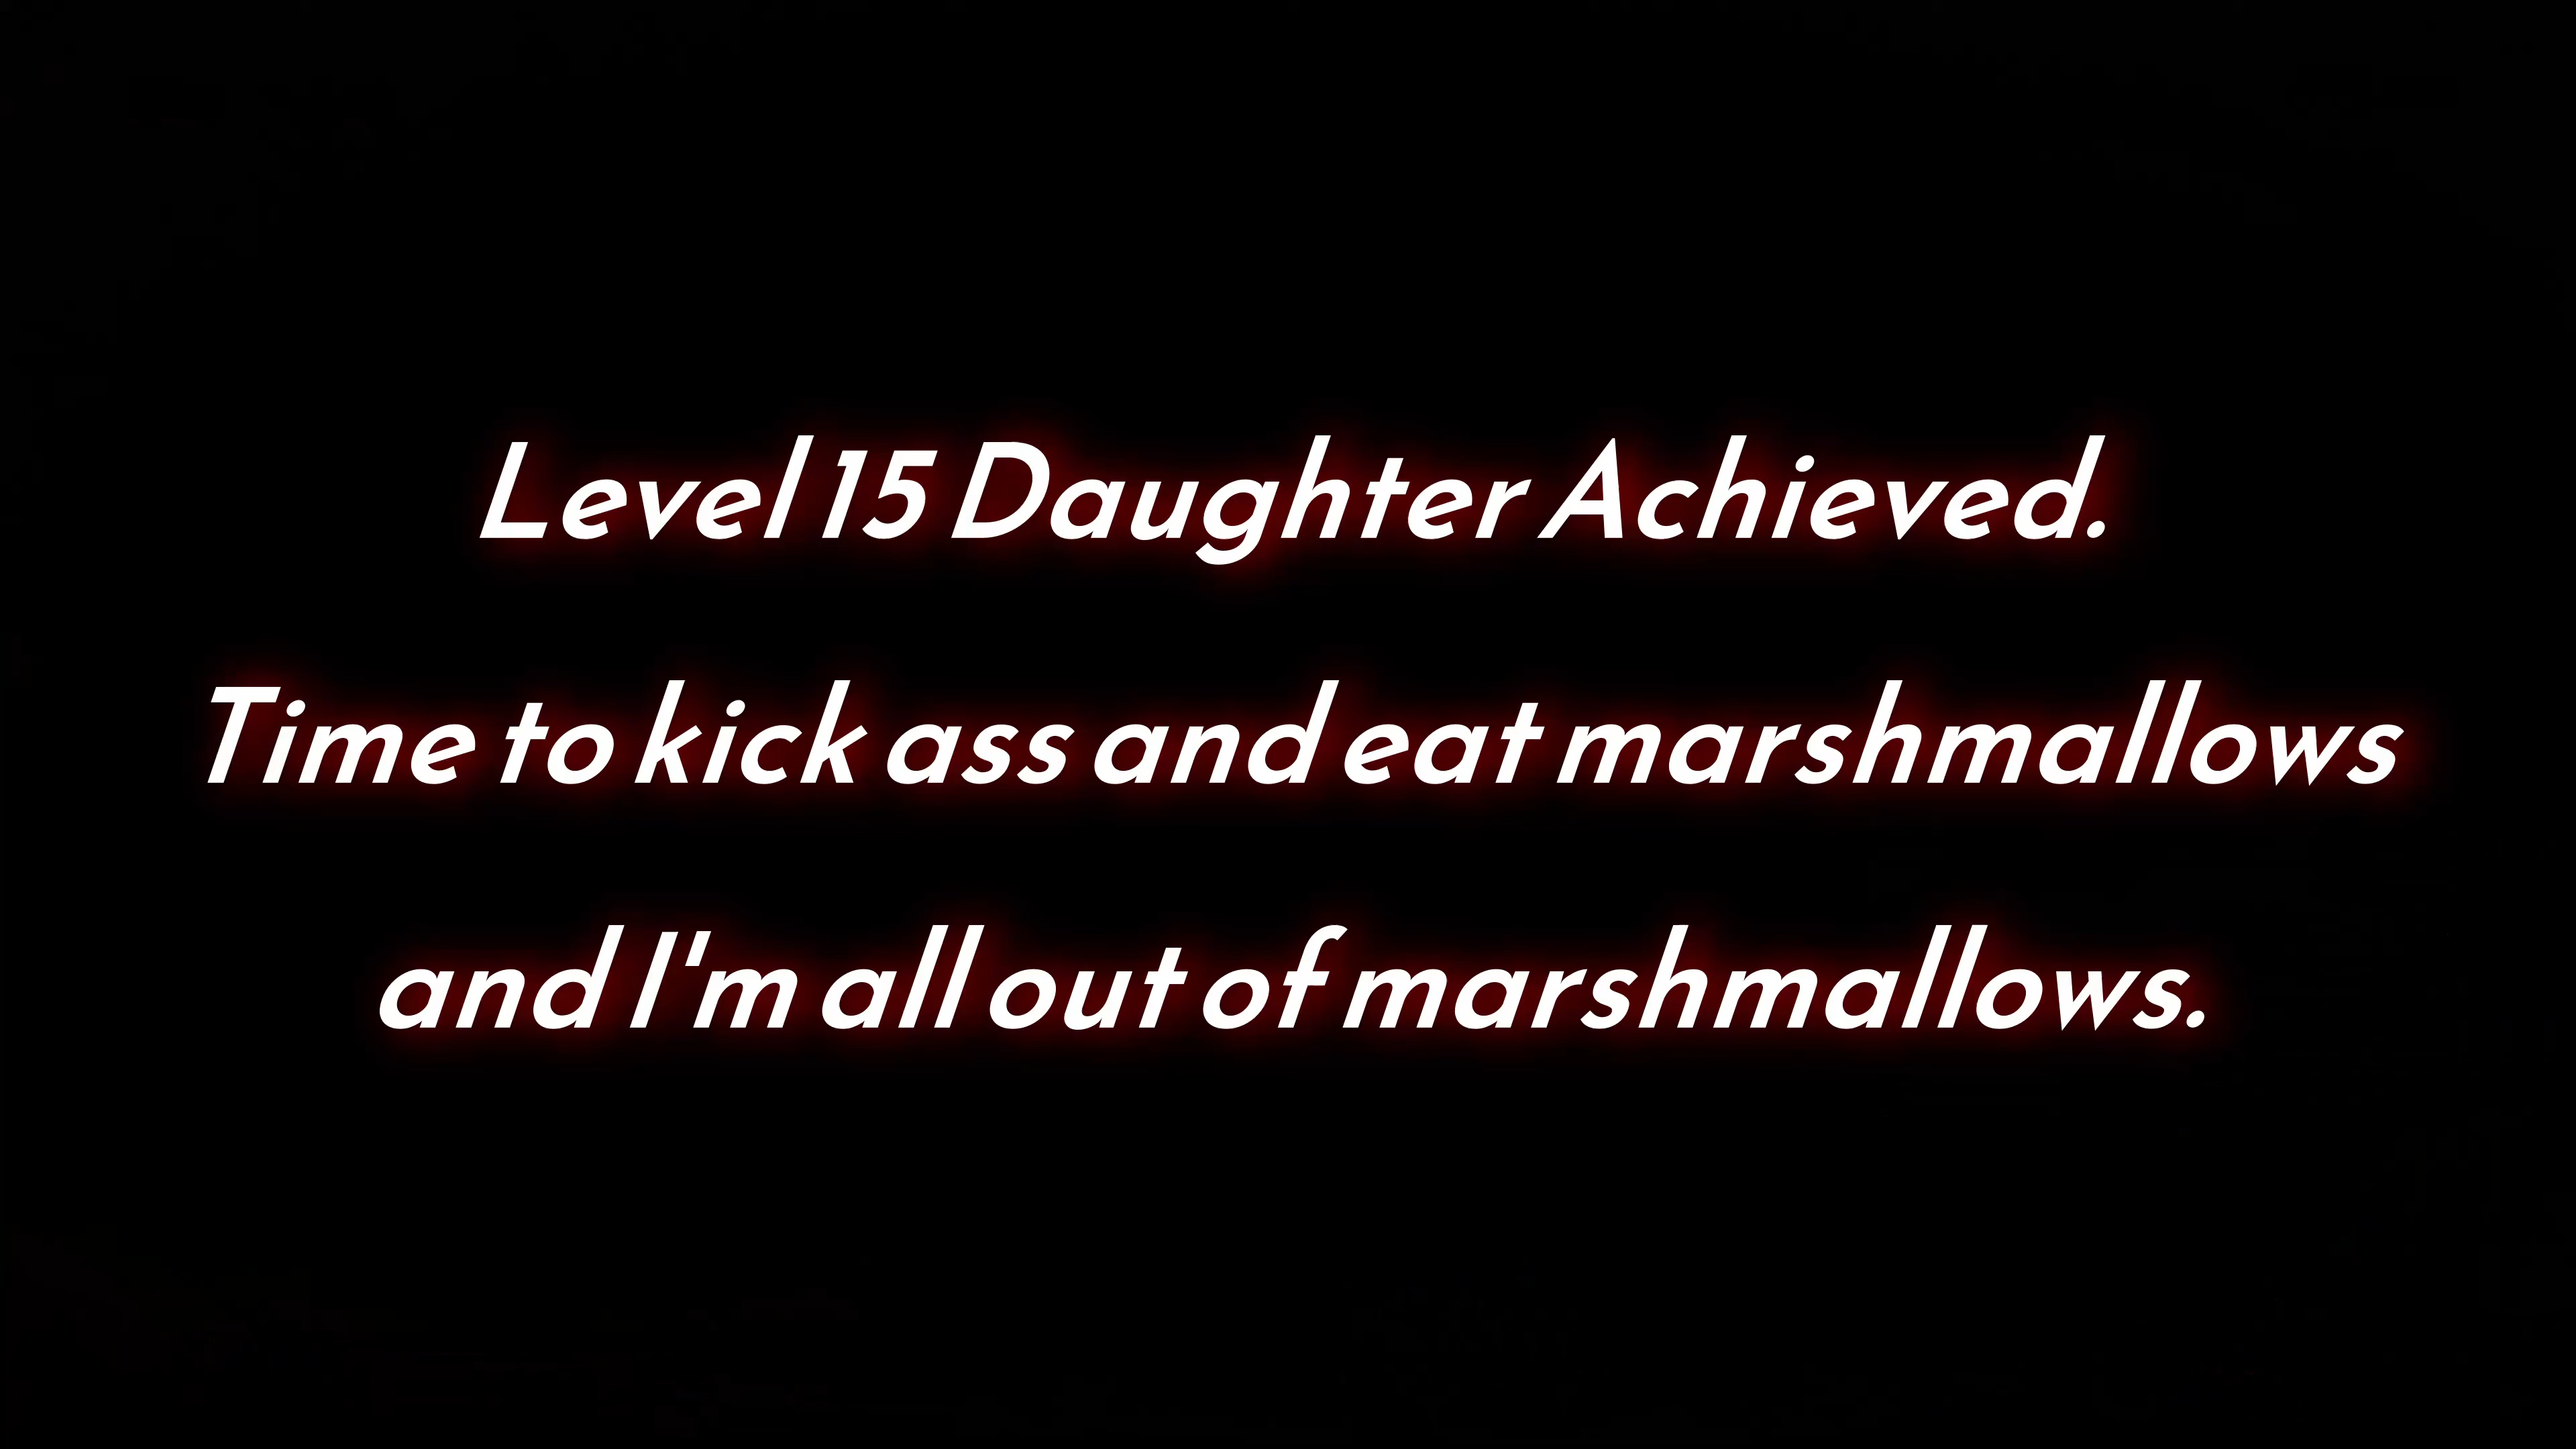 Level 15 Daughter Achieved.
Time to kick ass and eat marshmallows
and I'm all out of marshmallows.